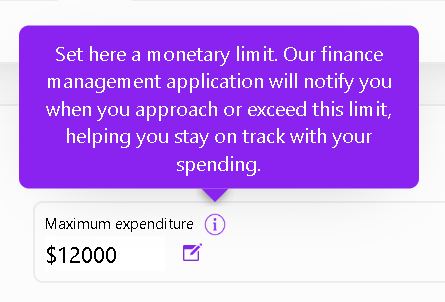 Set here a monetary limit. Our finance
management application will notify you
when you approach or exceed this limit,
helping you stay on track with your
spending.
Maximum expenditure
$12000